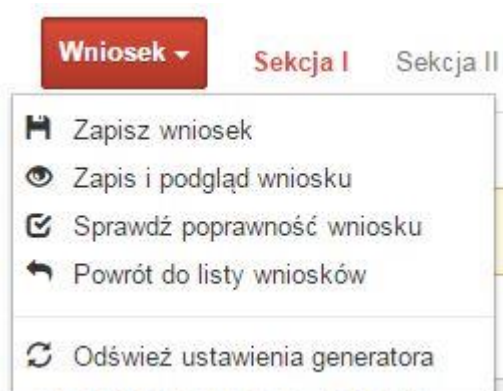 Wniosek Sekcja I Sekcja II
Zapisz wniosek
Zapis i podgląd wniosku
Sprawdź poprawność wniosku
Powrót do listy wniosków
Odśwież ustawienia generatora